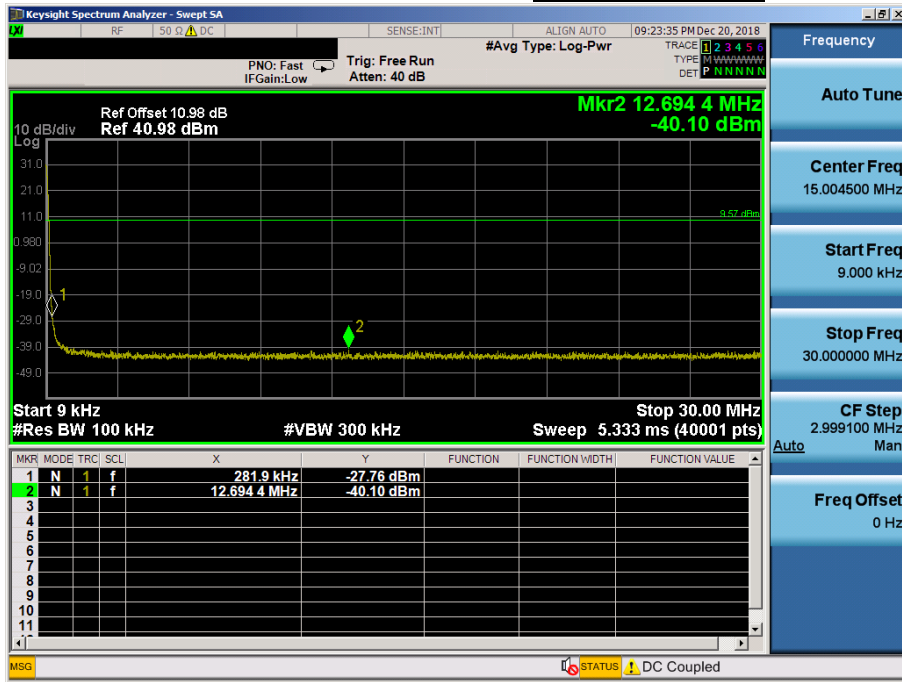 Keysight Spectrum Analyzer - Swept SA
LXI RF 50 Ω DC SENSE:INT ALIGN AUTO 09:23:35 PM Dec 20, 2018
#Avg Type: Log-Pwr
TRACE 1 2 3 4 5 6
PNO: Fast Trig: Free Run TYPE M WWWWW
IFGain:Low Atten: 40 dB DET P N N N N N
Frequency
Mkr2 12.694 4 MHz
Ref Offset 10.98 dB
-40.10 dBm
10 dB/div Ref 40.98 dBm
Log
31.0
21.0
11.0
9.57 dBm
0.980
-9.02
-19.0
1
-29.0
2
-39.0
-49.0
Start 9 kHz Stop 30.00 MHz
#Res BW 100 kHz #VBW 300 kHz Sweep 5.333 ms (40001 pts)
MKR MODE TRC SCL X Y FUNCTION FUNCTION WIDTH FUNCTION VALUE
1 N 1 f 281.9 kHz -27.76 dBm
2 N 1 f 12.694 4 MHz -40.10 dBm
3
4
5
6
7
8
9
10
11
Auto Tune
Center Freq
15.004500 MHz
Start Freq
9.000 kHz
Stop Freq
30.000000 MHz
CF Step
2.999100 MHz
Auto Man
Freq Offset
0 Hz
MSG STATUS DC Coupled